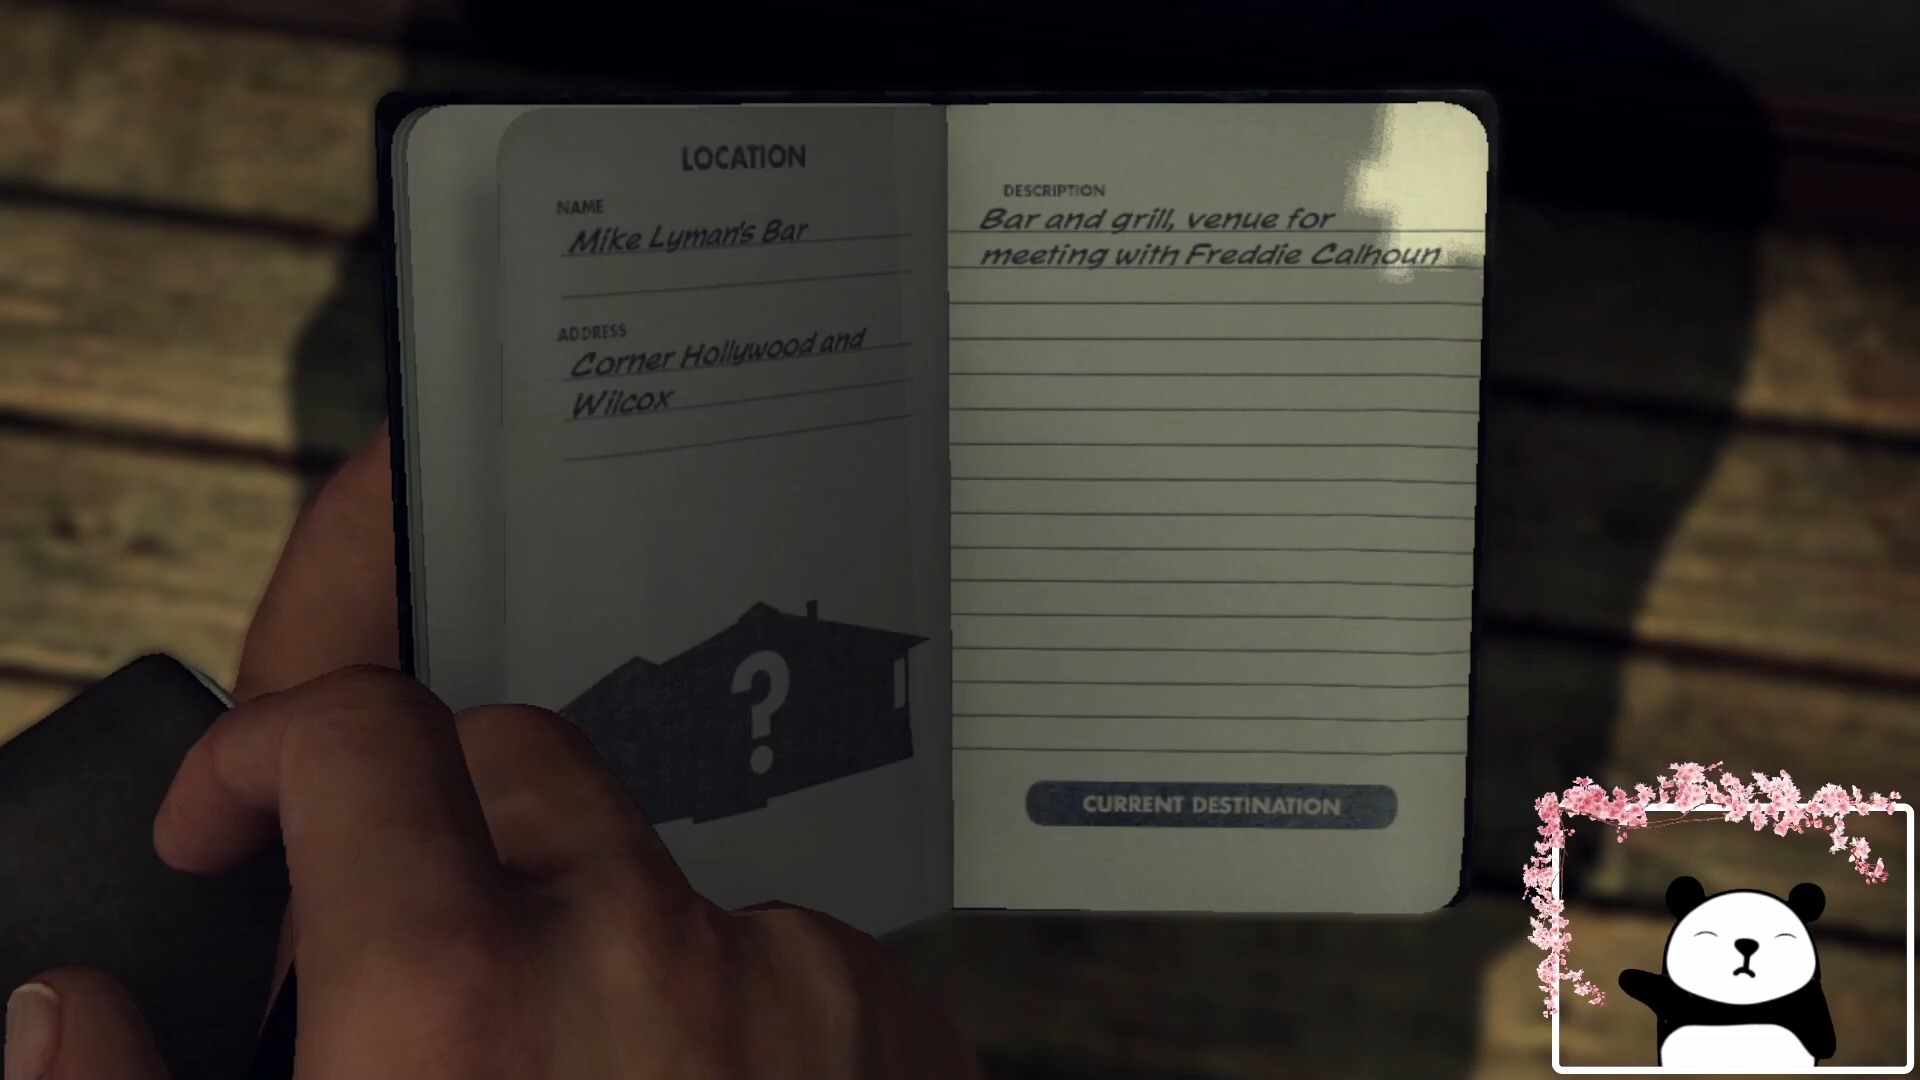 LOCATION
NAME
Mike Lyman's Bar
ADDRESS
Corner Hollywood and
Wilcox
?
DESCRIPTION
Bar and grill, venue for
meeting with Freddie Calhoun
CURRENT DESTINATION